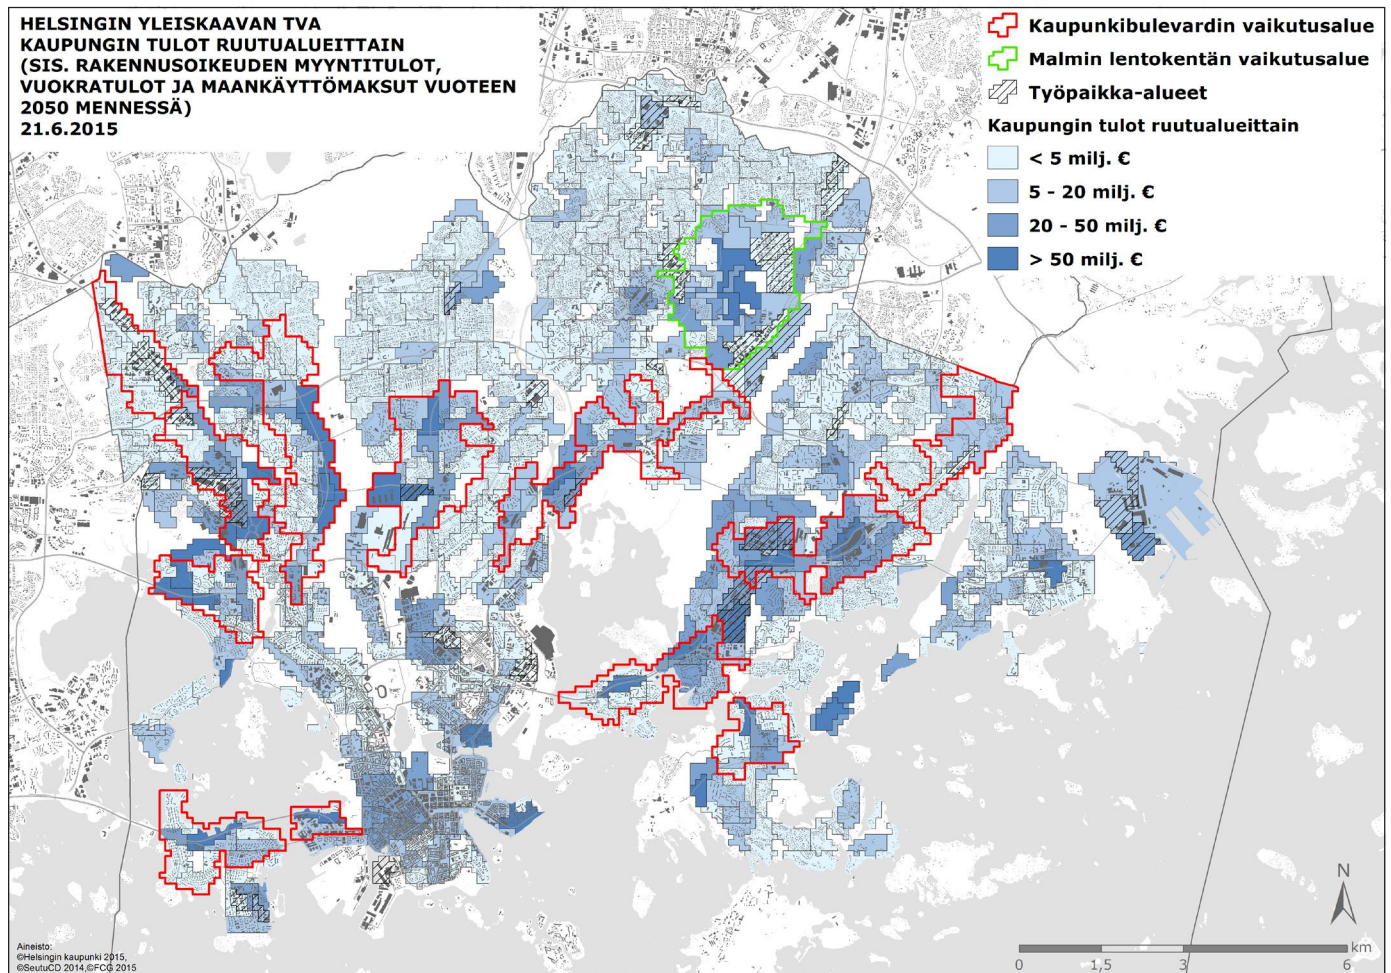 HELSINGIN YLEISKAAVAN TVA
KAUPUNGIN TULOT RUUTUALUEITTAIN
(SIS. RAKENNUSOIKEUDEN MYYNTITULOT,
VUOKRATULOT JA MAANKÄYTTÖMAKSUT VUOTEEN
2050 MENNESSÄ)
21.6.2015
Kaupunkibulevardin vaikutusalue
Malmin lentokentän vaikutusalue
Työpaikka-alueet
Kaupungin tulot ruutualueittain
< 5 milj. €
5 - 20 milj. €
20 - 50 milj. €
> 50 milj. €
N
km
0 1,5 3 6
Aineisto:
©Helsingin kaupunki 2015,
©SeutuCD 2014,©FCG 2015